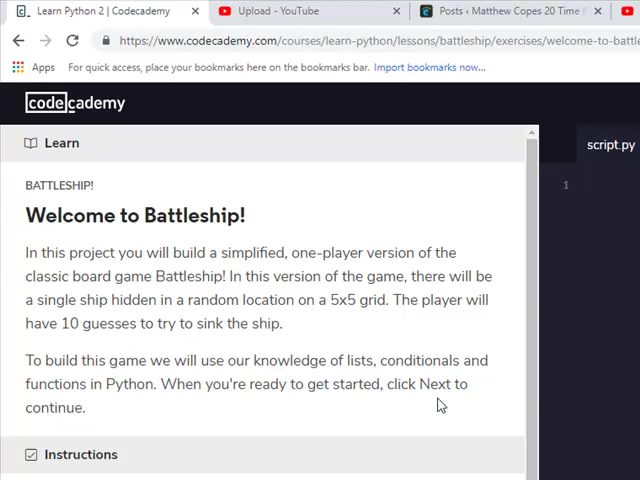 Learn Python 2 | Codecademy
Upload - YouTube
Posts ‹ Matthew Copes 20 Time
https://www.codecademy.com/courses/learn-python/lessons/battleship/exercises/welcome-to-battle
Apps For quick access, place your bookmarks here on the bookmarks bar. Import bookmarks now...
codecademy
Learn
script.py
1
BATTLESHIP!
Welcome to Battleship!
In this project you will build a simplified, one-player version of the
classic board game Battleship! In this version of the game, there will be
a single ship hidden in a random location on a 5x5 grid. The player will
have 10 guesses to try to sink the ship.
To build this game we will use our knowledge of lists, conditionals and
functions in Python. When you're ready to get started, click Next to
continue.
Instructions